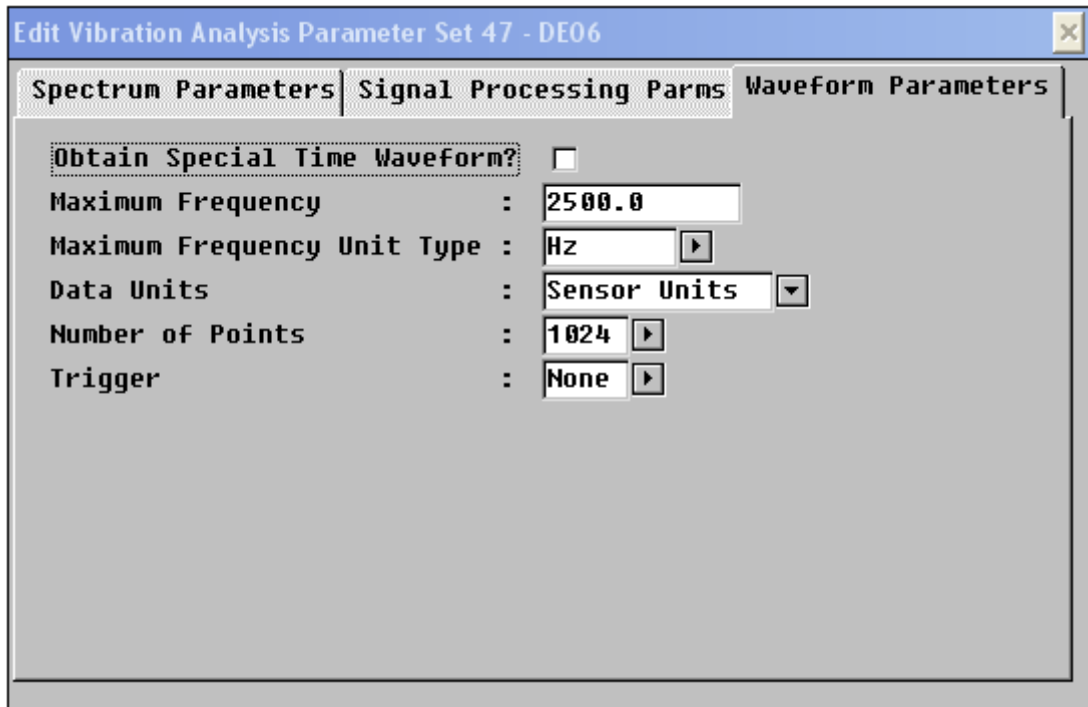 Edit Vibration Analysis Parameter Set 47 - DE06
Spectrum Parameters Signal Processing Parms Waveform Parameters
Obtain Special Time Waveform?
Maximum Frequency : 2500.0
Maximum Frequency Unit Type : Hz
Data Units : Sensor Units
Number of Points : 1024
Trigger : None